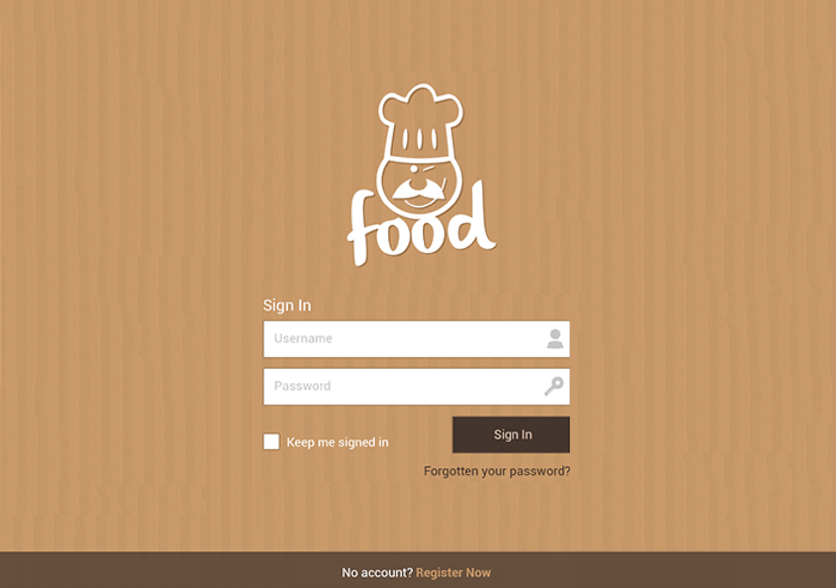 food
Sign In
Username
Password
Keep me signed in
Sign In
Forgotten your password?
No account? Register Now